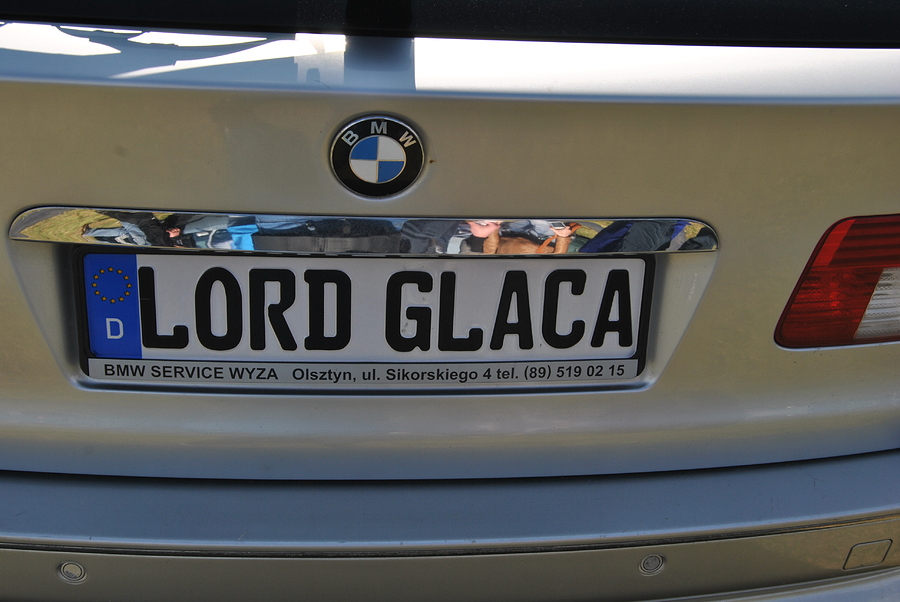 BMW
D
LORD GLACA
BMW SERVICE WYZA Olsztyn, ul. Sikorskiego 4 tel. (89) 519 02 15